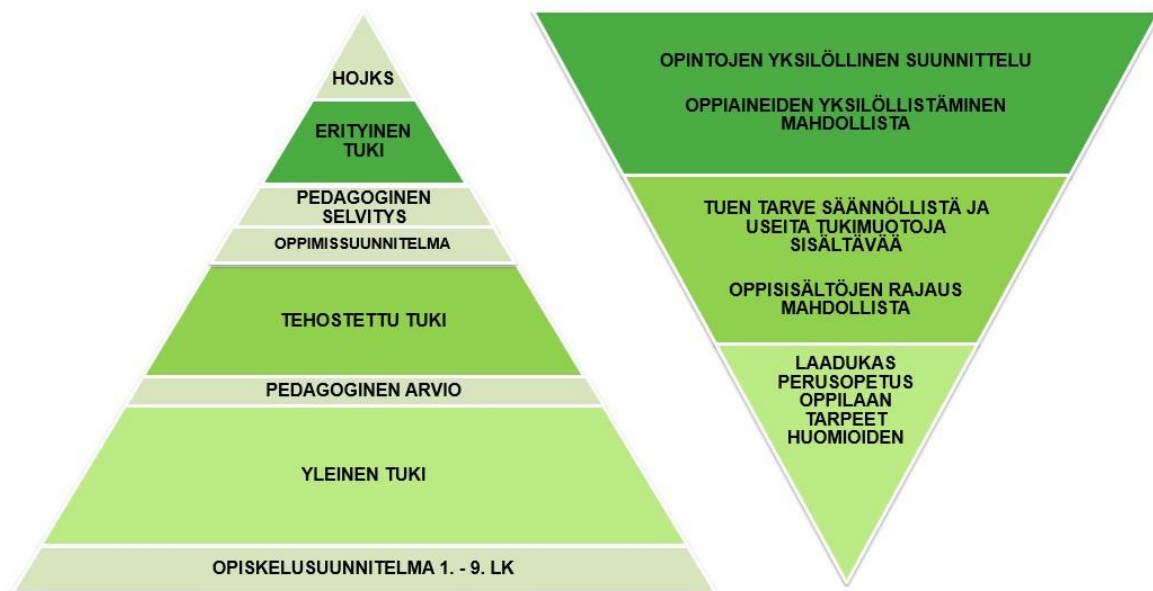 HOJKS
ERITYINEN
TUKI
PEDAGOGINEN
SELVITYS
OPPIMISSUUNNITELMA
TEHOSTETTU TUKI
PEDAGOGINEN ARVIO
YLEINEN TUKI
OPISKELUSUUNNITELMA 1. - 9. LK
OPINTOJEN YKSILÖLLINEN SUUNNITTELU
OPPIAINEIDEN YKSILÖLLISTÄMINEN
MAHDOLLISTA
TUEN TARVE SÄÄNNÖLLISTÄ JA
USEITA TUKIMUOTOJA
SISÄLTÄVÄÄ
OPPISISÄLTÖJEN RAJAUS
MAHDOLLISTA
LAADUKAS
PERUSOPETUS
OPPILAAN
TARPEET
HUOMIOIDEN